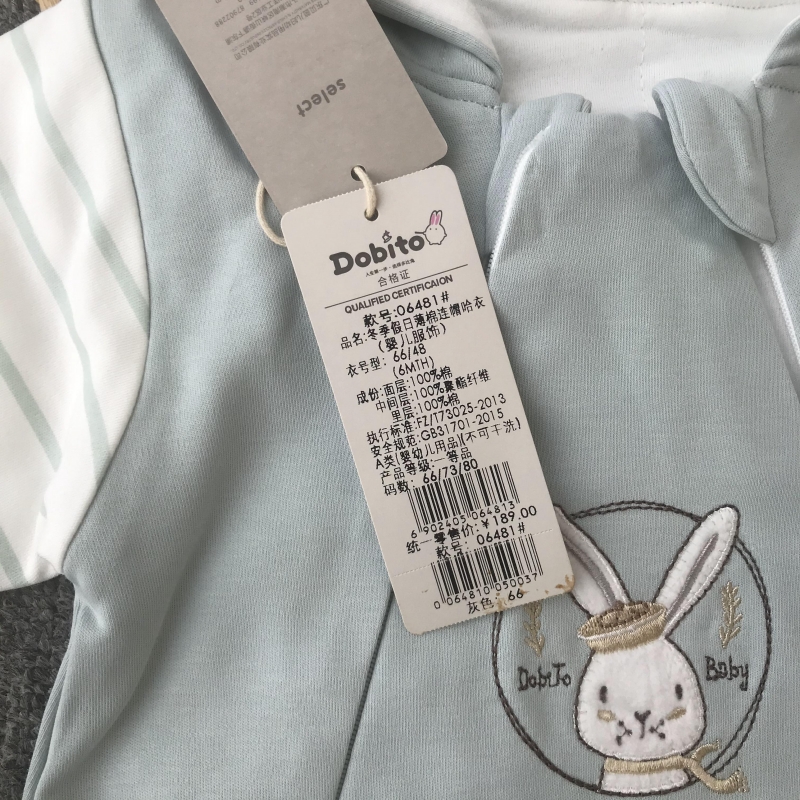 select
Dobito
合格证
QUALIFIED CERTIFICAION
款号:06481#
品名:冬季假日薄棉连帽哈衣
(婴儿服饰)
衣号型: 66/48
(6MTH)
成份:面层:100%棉
中间层:100%聚酯纤维
里层:100%棉
执行标准:FZ/T73025-2013
安全规范:GB31701-2015
A类(婴幼儿用品)(不可干洗)
产品等级:一等品
码数: 66/73/80
6 902405 064813
统一零售价:￥189.00
款号: 06481#
0 064810 050037
灰色: 66
DobiTo Baby